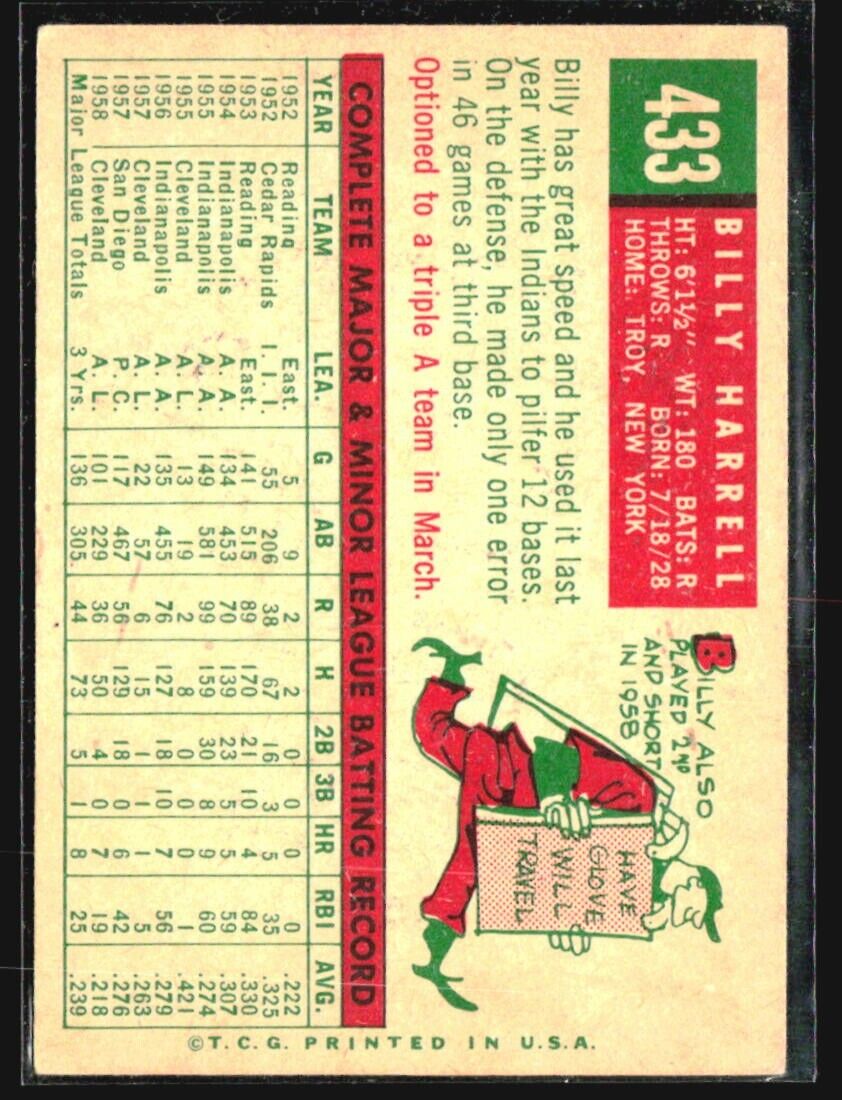 433
BILLY HARRELL
HT: 6'1½" WT: 180 BATS: R
THROWS: R BORN: 7/18/28
HOME: TROY, NEW YORK
Billy has great speed and he used it last
year with the Indians to pilfer 12 bases.
On the defense, he made only one error
in 46 games at third base.
Optioned to a triple A team in March.
BILLY ALSO
PLAYED 2ND
AND SHORT
IN 1958
HAVE
GLOVE,
WILL
TRAVEL
COMPLETE MAJOR & MINOR LEAGUE BATTING RECORD
YEAR TEAM LEA. G AB R H 2B 3B HR RBI AVG.
1952 Reading East. 5 9 2 2 0 0 0 0 .222
1952 Cedar Rapids I. I. I. 55 206 38 67 16 3 5 35 .325
1953 Reading East. 141 515 89 170 21 10 4 84 .330
1954 Indianapolis A. A. 134 453 70 139 23 5 5 59 .307
1955 Indianapolis A. A. 149 581 99 159 30 8 9 60 .274
1955 Cleveland A. L. 13 19 2 8 0 0 0 1 .421
1956 Indianapolis A. A. 135 455 76 127 18 10 7 56 .279
1957 Cleveland A. L. 22 57 6 15 1 1 1 5 .263
1957 San Diego P. C. 117 467 56 129 18 0 6 42 .276
1958 Cleveland A. L. 101 229 36 50 4 0 7 19 .218
Major League Totals 3 Yrs. 136 305. 44 73 5 1 8 25 .239
©T.C.G. PRINTED IN U.S.A.